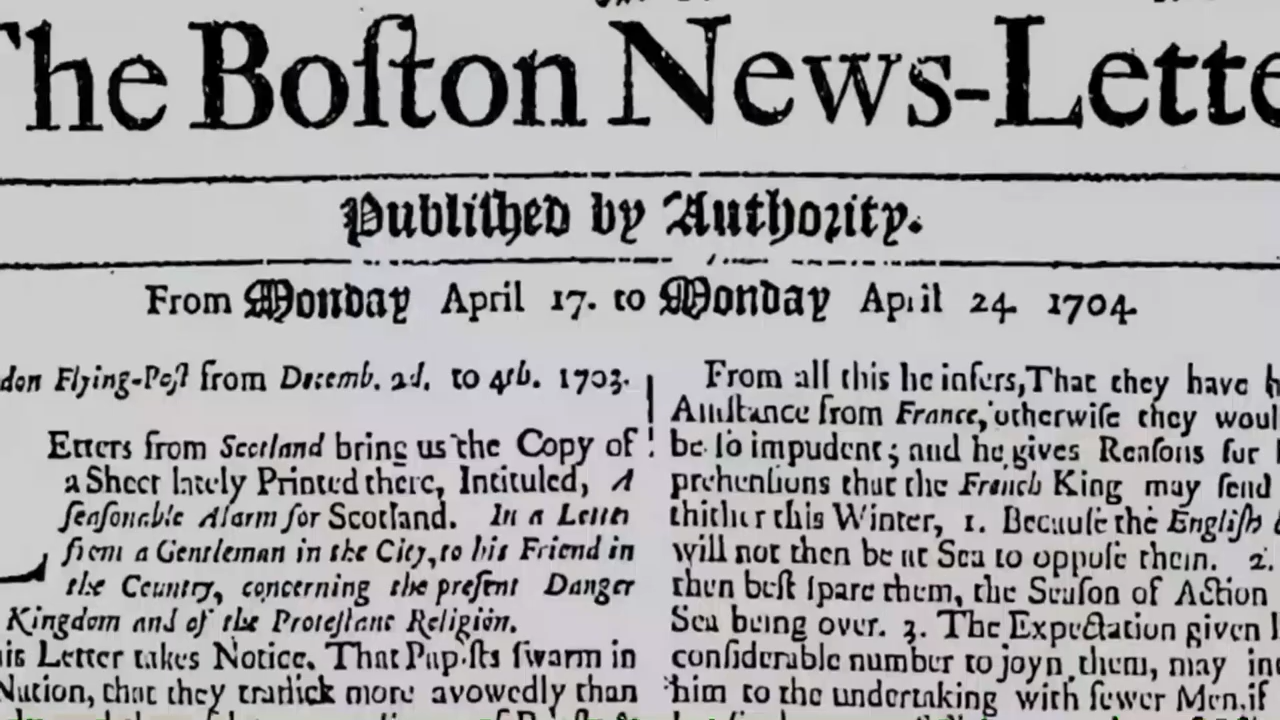 The Boſton News-Lette
Publiſhed by Authority.
From Monday April 17. to Monday April 24. 1704.
don Flying-Poſt from Decemb. 2d. to 4th. 1703.
Etters from Scotland bring us the Copy of
a Sheet lately Printed there, Intituled, A
ſeaſonable Alarm for Scotland. In a Letter
from a Gentleman in the City, to his Friend in
the Country, concerning the preſent Danger
Kingdom and of the Proteſtant Religion.
is Letter takes Notice, That Papiſts ſwarm in
Nation, that they traffick more avowedly than
From all this he infers, That they have
Aſſiſtance from France, otherwiſe they woul
be ſo impudent; and he gives Reaſons for
prehenſions that the French King may ſend
thither this Winter, 1. Becauſe the Engliſh
will not then be at Sea to oppoſe them. 2.
then beſt ſpare them, the Seaſon of Action
Sea being over. 3. The Expectation given
conſiderable number to joyn them, may in
him to the undertaking with fewer Men, if